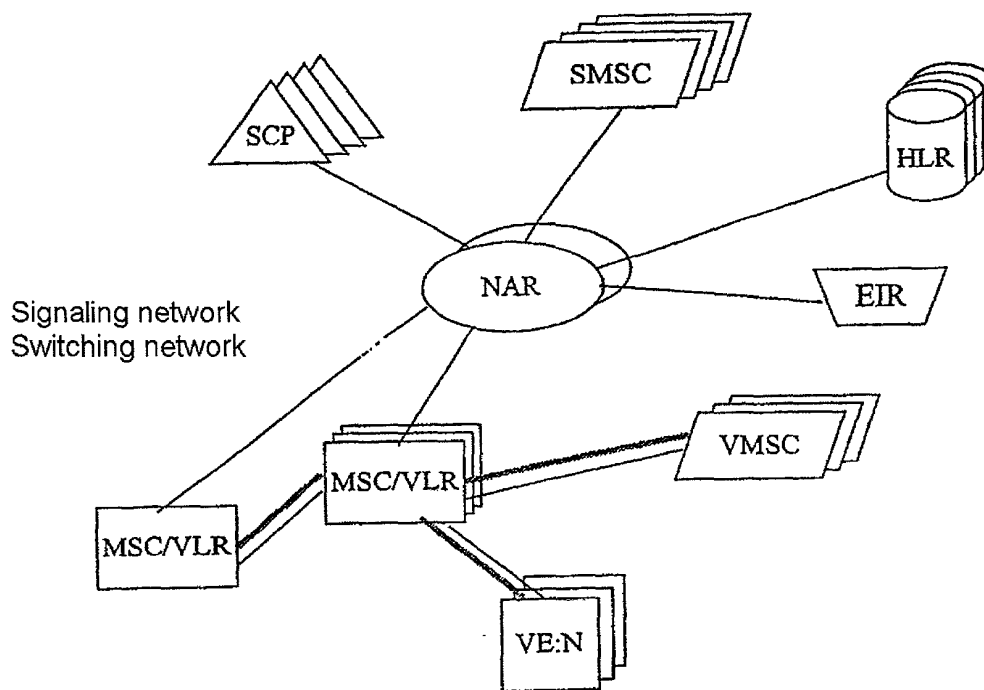 SMSC
SCP
HLR
NAR
EIR
Signaling network
Switching network
MSC/VLR
VMSC
MSC/VLR
VE:N